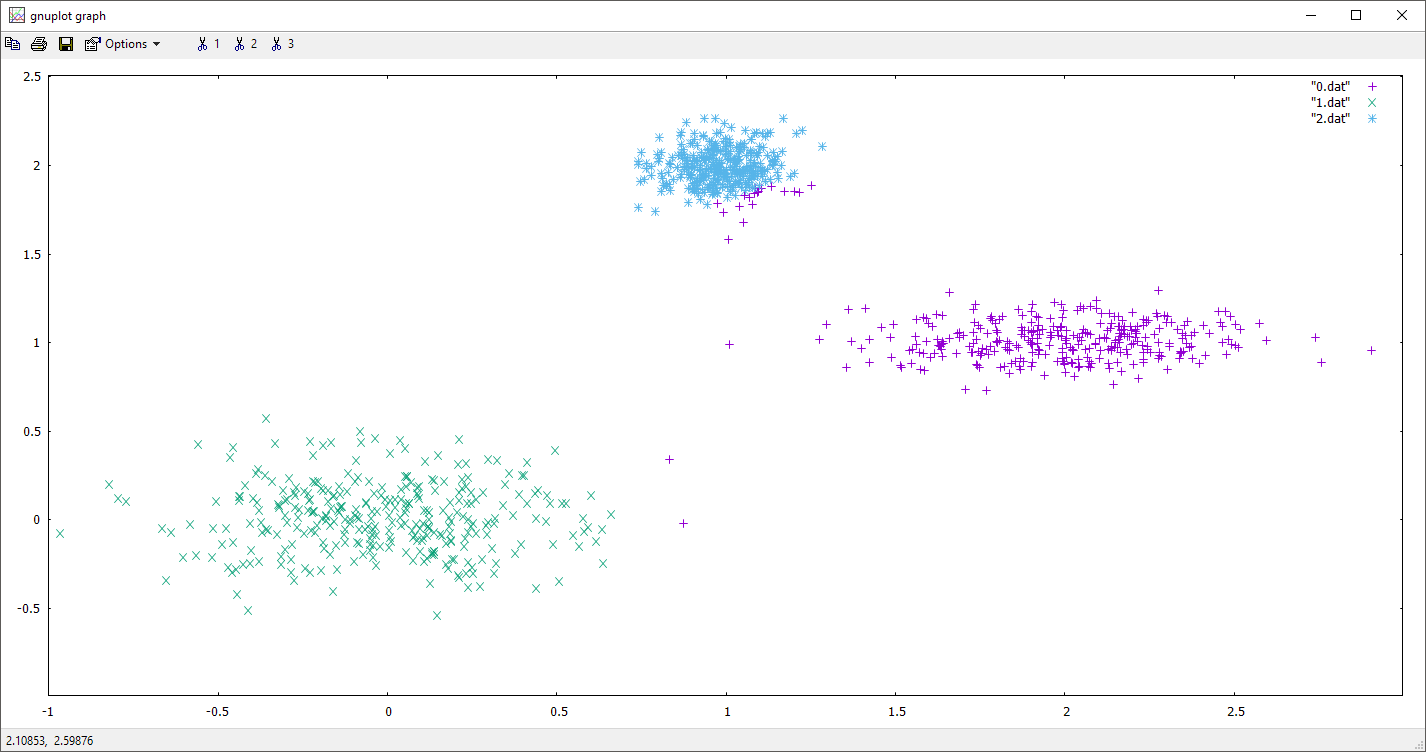 gnuplot graph
Options 1 2 3
"0.dat"
"1.dat"
"2.dat"
2.5
2
1.5
1
0.5
0
-0.5
-1 -0.5 0 0.5 1 1.5 2 2.5
2.10853, 2.59876